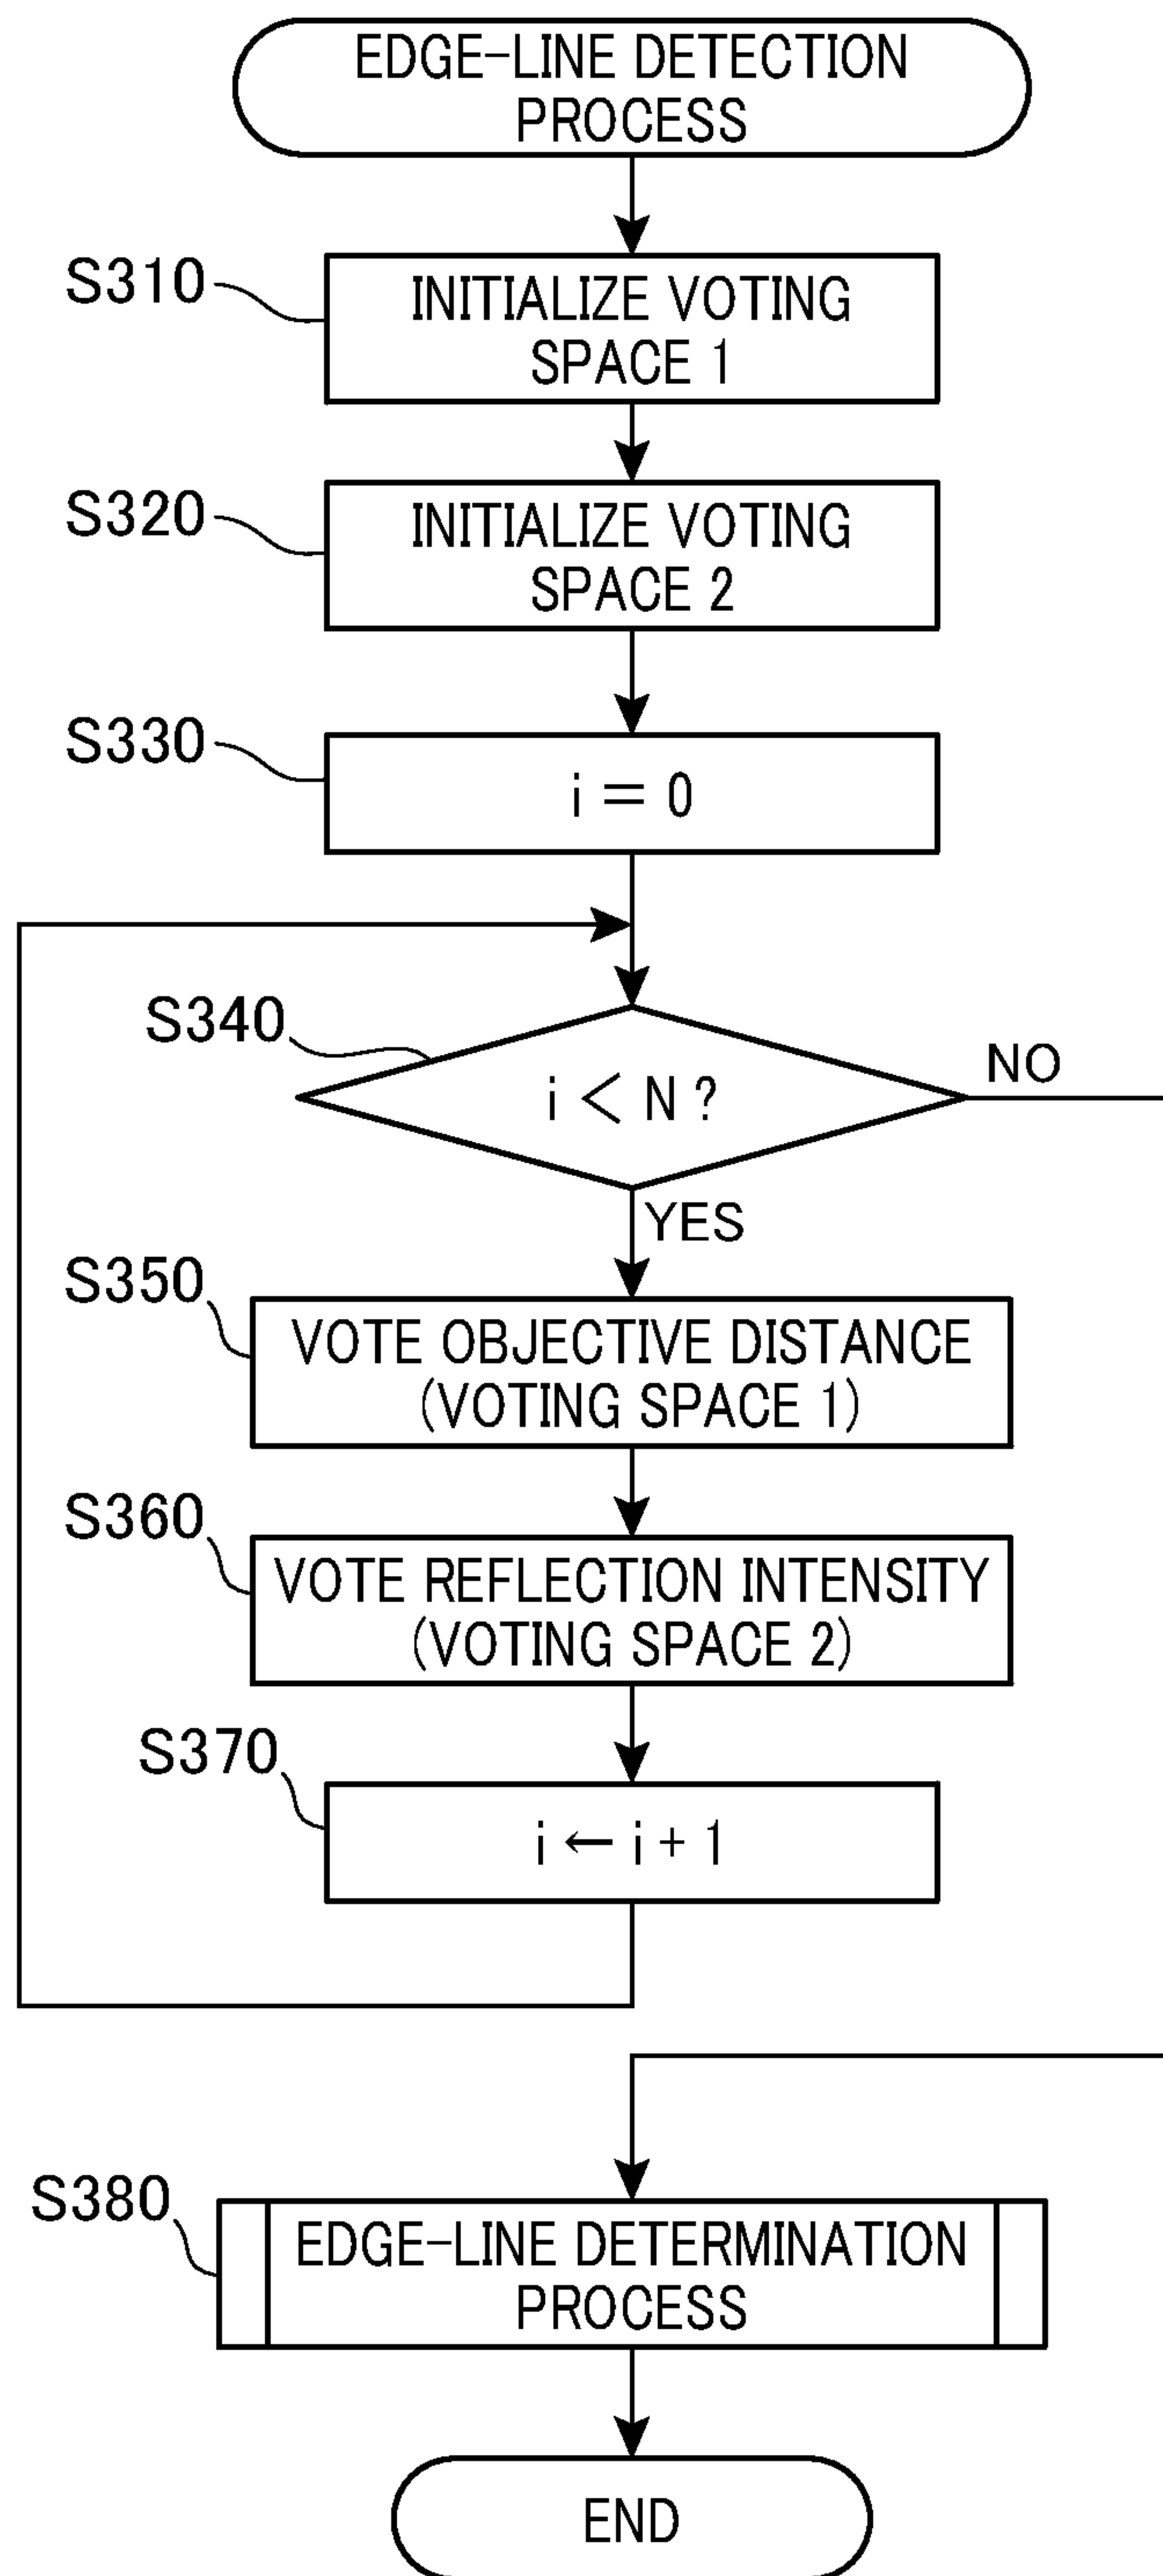 EDGE-LINE DETECTION
PROCESS
S310
INITIALIZE VOTING
SPACE 1
S320
INITIALIZE VOTING
SPACE 2
S330
i = 0
S340
i < N ?
NO
YES
S350
VOTE OBJECTIVE DISTANCE
(VOTING SPACE 1)
S360
VOTE REFLECTION INTENSITY
(VOTING SPACE 2)
S370
i ← i + 1
S380
EDGE-LINE DETERMINATION
PROCESS
END